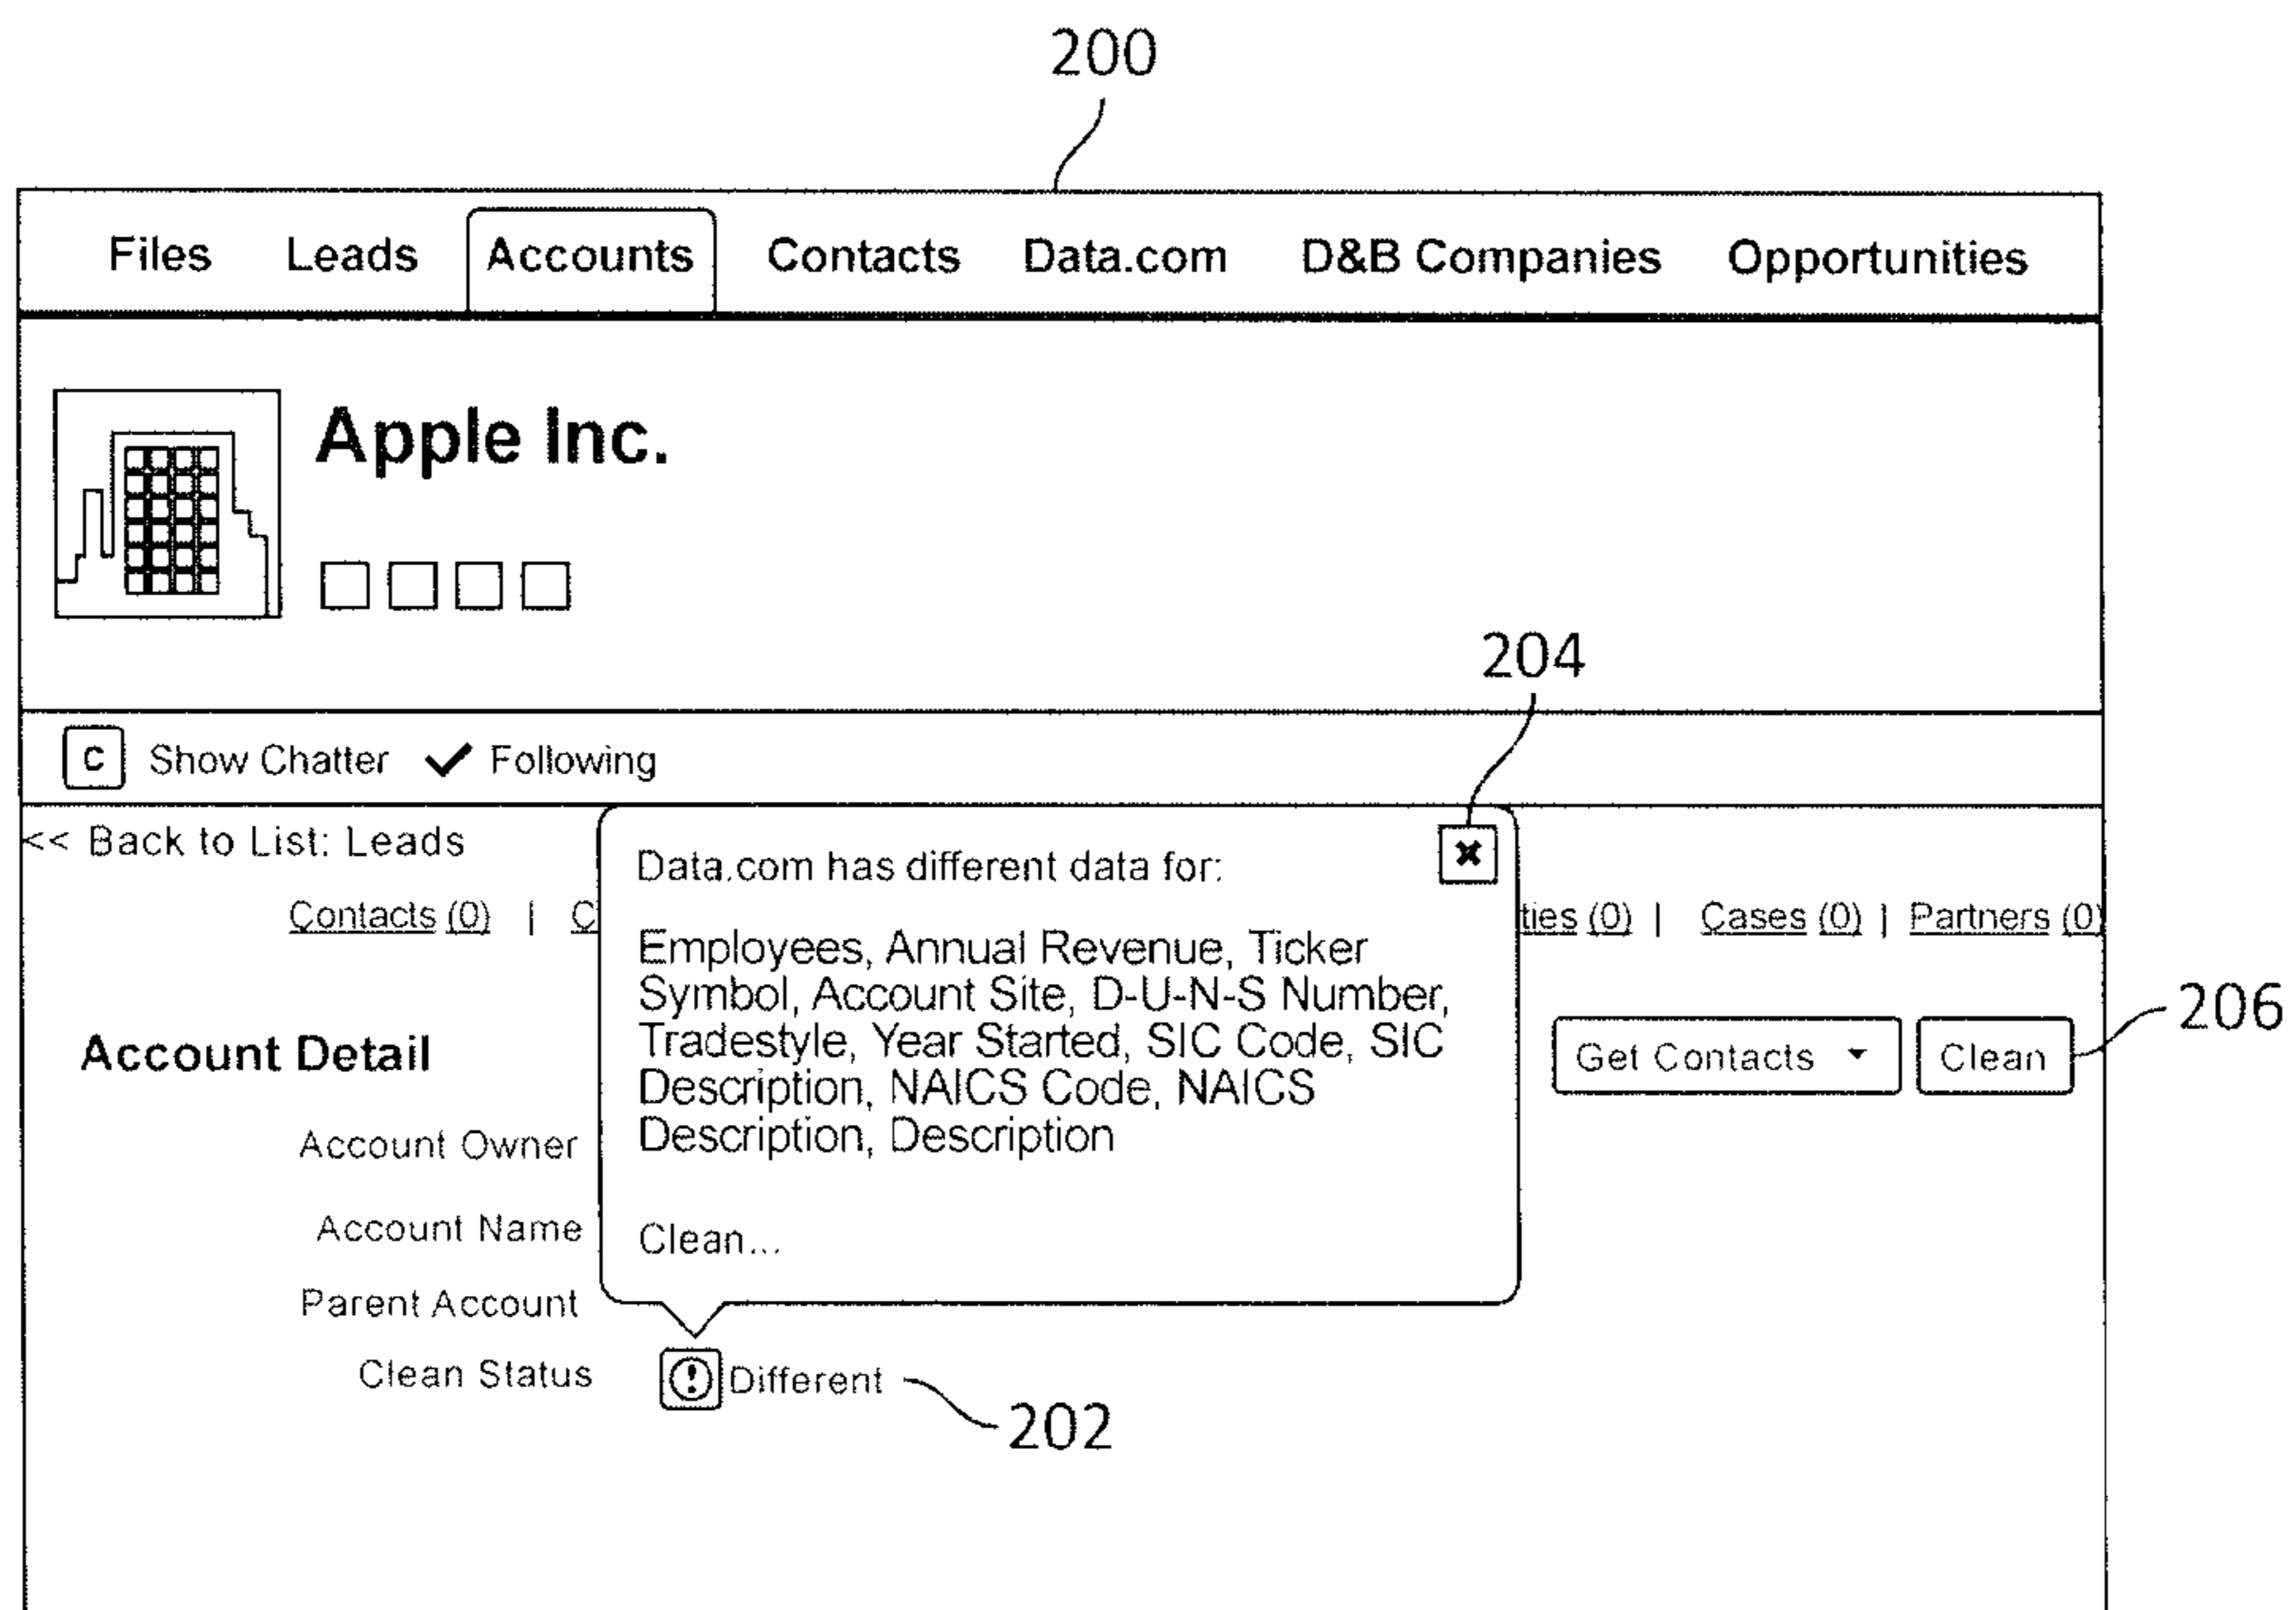 200
Files Leads Accounts Contacts Data.com D&B Companies Opportunities
Apple Inc.
204
C Show Chatter Following
<< Back to List: Leads
Data.com has different data for:
Contacts (0) | C
ties (0) | Cases (0) | Partners (0)
Employees, Annual Revenue, Ticker
Symbol, Account Site, D-U-N-S Number,
Tradestyle, Year Started, SIC Code, SIC
Description, NAICS Code, NAICS
Description, Description
Clean...
206
Account Detail
Get Contacts Clean
Account Owner
Account Name
Parent Account
Clean Status ! Different
202